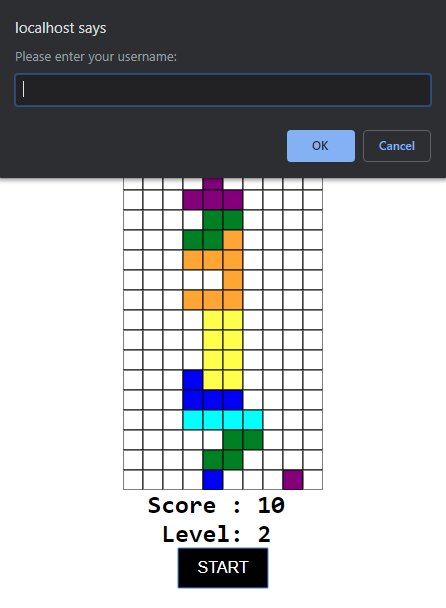 localhost says
Please enter your username:
OK
Cancel
Score : 10
Level: 2
START